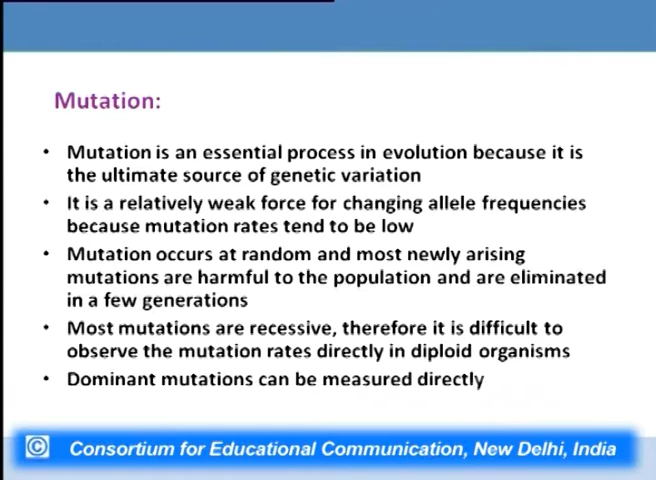 Mutation:
• Mutation is an essential process in evolution because it is
the ultimate source of genetic variation
• It is a relatively weak force for changing allele frequencies
because mutation rates tend to be low
• Mutation occurs at random and most newly arising
mutations are harmful to the population and are eliminated
in a few generations
• Most mutations are recessive, therefore it is difficult to
observe the mutation rates directly in diploid organisms
• Dominant mutations can be measured directly
© Consortium for Educational Communication, New Delhi, India